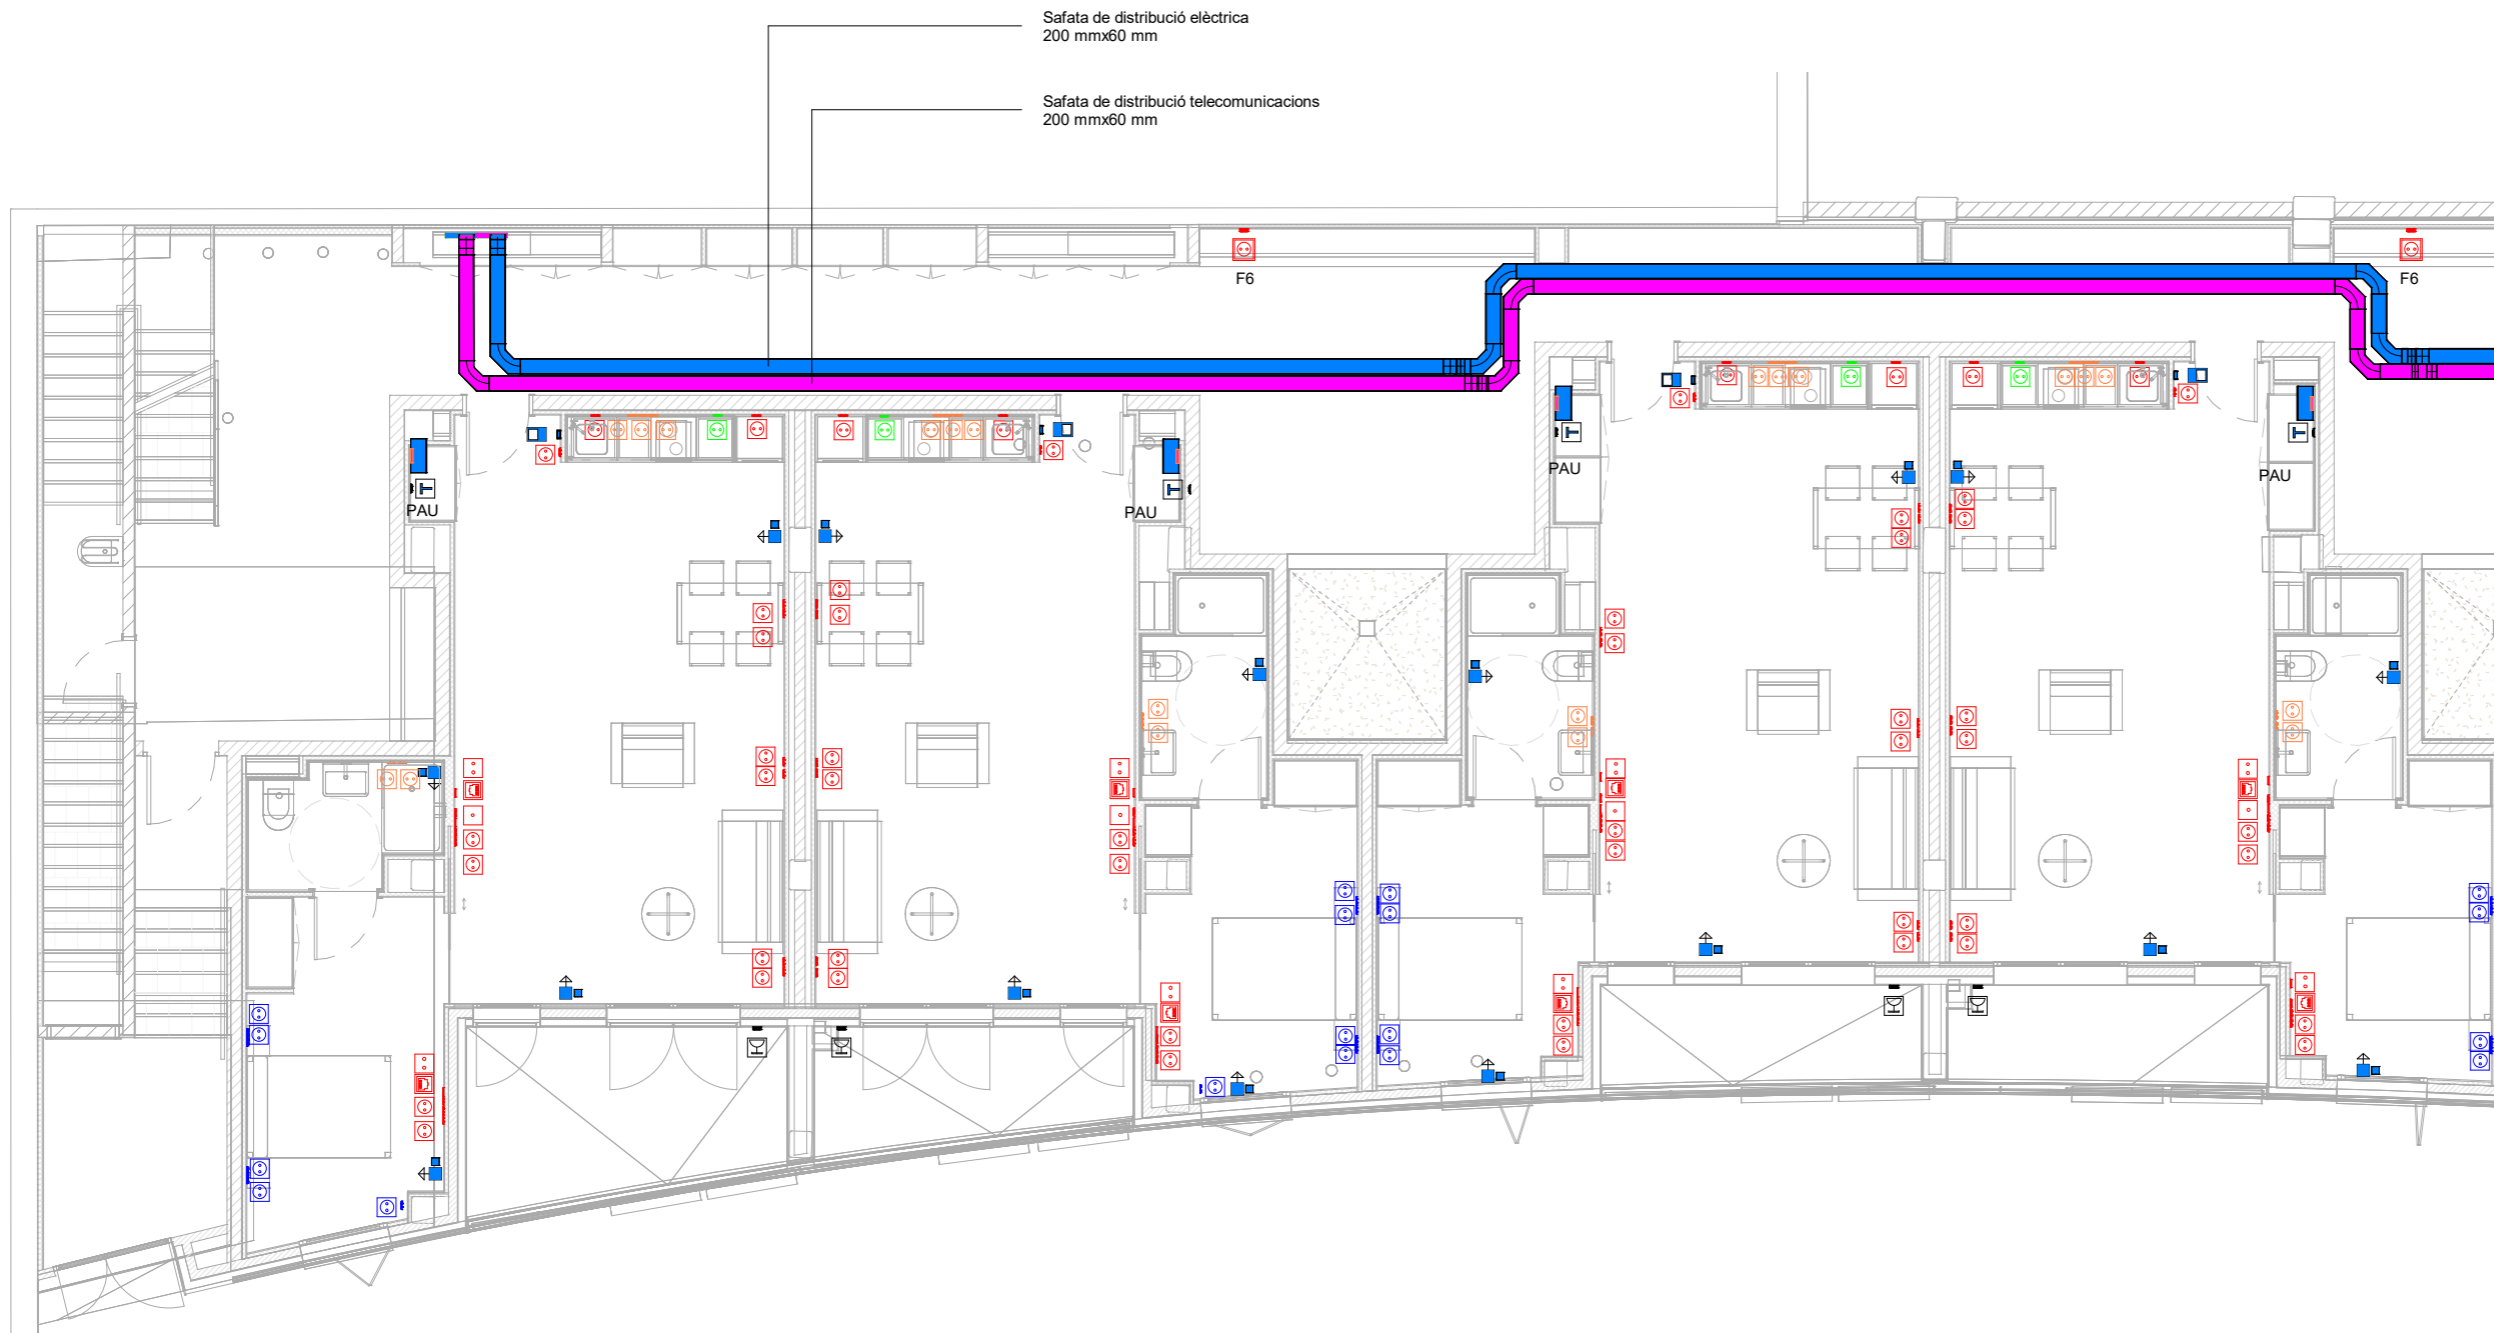 Safata de distribució elèctrica
200 mmx60 mm
Safata de distribució telecomunicacions
200 mmx60 mm
F6
F6
T
PAU
T
PAU
T
PAU
T
PAU